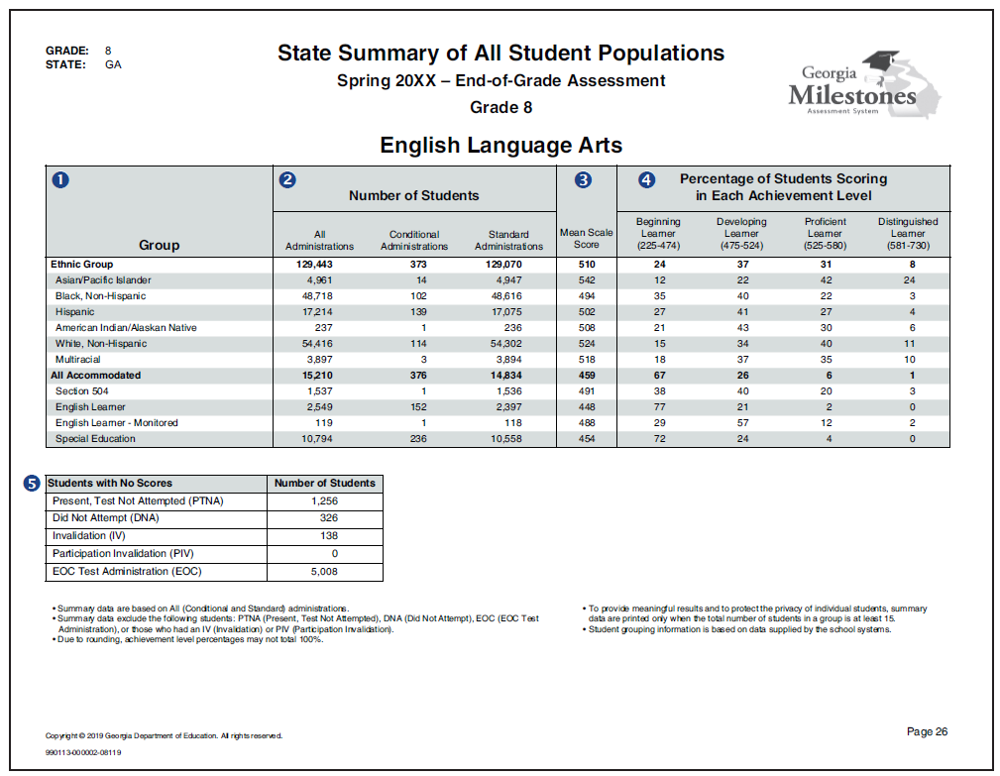 GRADE: 8
STATE: GA
State Summary of All Student Populations
Spring 20XX – End-of-Grade Assessment
Grade 8
Georgia
Milestones
Assessment System
English Language Arts
1 2 3 4
Number of Students
Percentage of Students Scoring
in Each Achievement Level
Group
All
Administrations
Conditional
Administrations
Standard
Administrations
Mean Scale
Score
Beginning
Learner
(225-474)
Developing
Learner
(475-524)
Proficient
Learner
(525-580)
Distinguished
Learner
(581-730)
Ethnic Group 129,443 373 129,070 510 24 37 31 8
Asian/Pacific Islander 4,961 14 4,947 542 12 22 42 24
Black, Non-Hispanic 48,718 102 48,616 494 35 40 22 3
Hispanic 17,214 139 17,075 502 27 41 27 4
American Indian/Alaskan Native 237 1 236 508 21 43 30 6
White, Non-Hispanic 54,416 114 54,302 524 15 34 40 11
Multiracial 3,897 3 3,894 518 18 37 35 10
All Accommodated 15,210 376 14,834 459 67 26 6 1
Section 504 1,537 1 1,536 491 38 40 20 3
English Learner 2,549 152 2,397 448 77 21 2 0
English Learner - Monitored 119 1 118 488 29 57 12 2
Special Education 10,794 236 10,558 454 72 24 4 0
5 Students with No Scores Number of Students
Present, Test Not Attempted (PTNA) 1,256
Did Not Attempt (DNA) 326
Invalidation (IV) 138
Participation Invalidation (PIV) 0
EOC Test Administration (EOC) 5,008
• Summary data are based on All (Conditional and Standard) administrations.
• Summary data exclude the following students: PTNA (Present, Test Not Attempted), DNA (Did Not Attempt), EOC (EOC Test
Administration), or those who had an IV (Invalidation) or PIV (Participation Invalidation).
• Due to rounding, achievement level percentages may not total 100%.
• To provide meaningful results and to protect the privacy of individual students, summary
data are printed only when the total number of students in a group is at least 15.
• Student grouping information is based on data supplied by the school systems.
Copyright © 2019 Georgia Department of Education. All rights reserved.
Page 26
990113-000002-08119